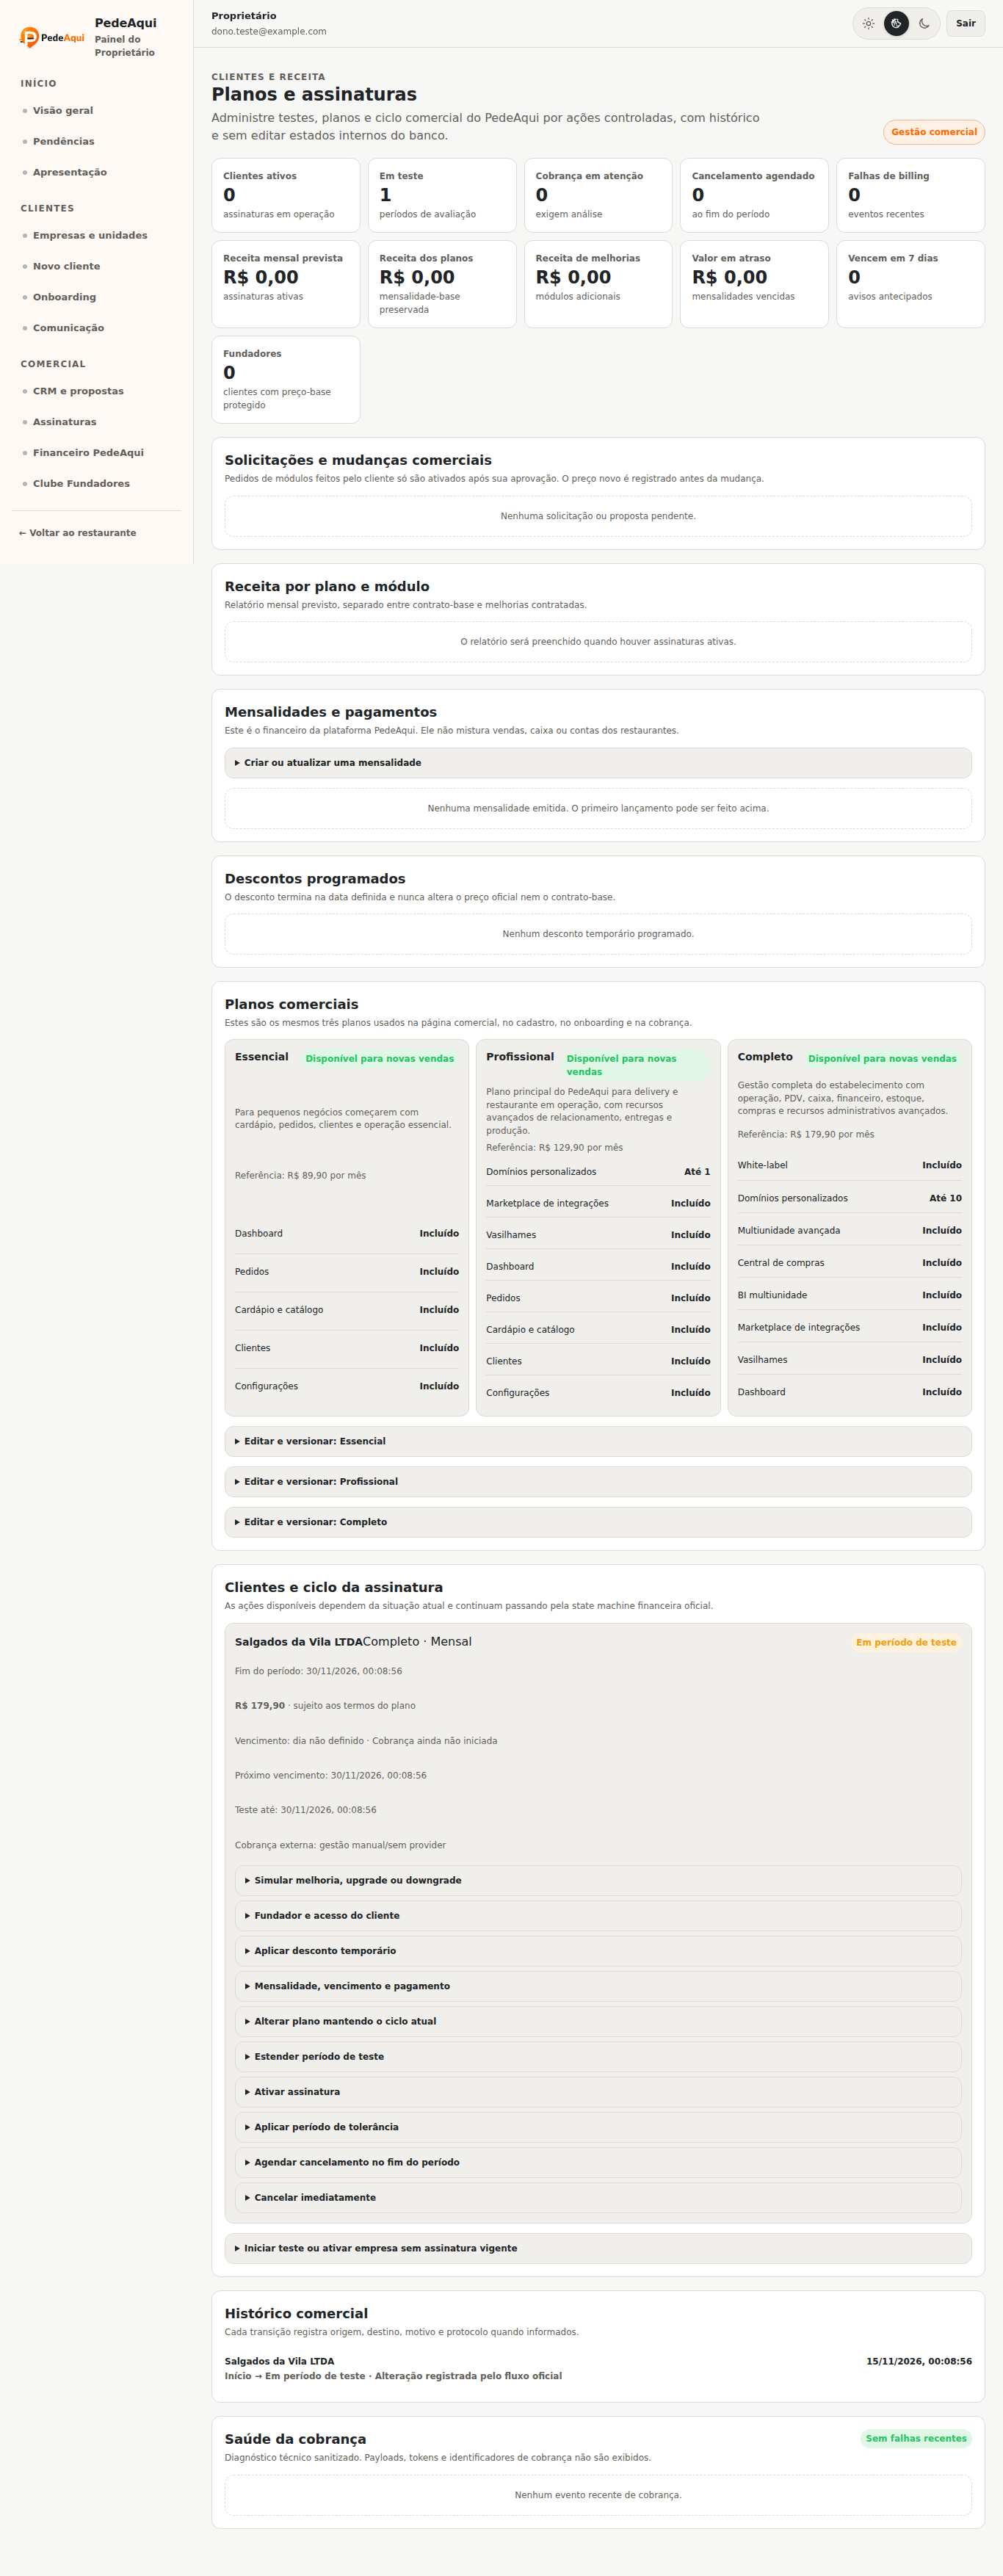 PedeAqui
PedeAqui
Painel do
Proprietário
INÍCIO
Visão geral
Pendências
Apresentação
CLIENTES
Empresas e unidades
Novo cliente
Onboarding
Comunicação
COMERCIAL
CRM e propostas
Assinaturas
Financeiro PedeAqui
Clube Fundadores
← Voltar ao restaurante
Proprietário
dono.teste@example.com
Sair
CLIENTES E RECEITA
Planos e assinaturas
Administre testes, planos e ciclo comercial do PedeAqui por ações controladas, com histórico
e sem editar estados internos do banco.
Gestão comercial
Clientes ativos
0
assinaturas em operação
Em teste
1
períodos de avaliação
Cobrança em atenção
0
exigem análise
Cancelamento agendado
0
ao fim do período
Falhas de billing
0
eventos recentes
Receita mensal prevista
R$ 0,00
assinaturas ativas
Receita dos planos
R$ 0,00
mensalidade-base
preservada
Receita de melhorias
R$ 0,00
módulos adicionais
Valor em atraso
R$ 0,00
mensalidades vencidas
Vencem em 7 dias
0
avisos antecipados
Fundadores
0
clientes com preço-base
protegido
Solicitações e mudanças comerciais
Pedidos de módulos feitos pelo cliente só são ativados após sua aprovação. O preço novo é registrado antes da mudança.
Nenhuma solicitação ou proposta pendente.
Receita por plano e módulo
Relatório mensal previsto, separado entre contrato-base e melhorias contratadas.
O relatório será preenchido quando houver assinaturas ativas.
Mensalidades e pagamentos
Este é o financeiro da plataforma PedeAqui. Ele não mistura vendas, caixa ou contas dos restaurantes.
▶ Criar ou atualizar uma mensalidade
Nenhuma mensalidade emitida. O primeiro lançamento pode ser feito acima.
Descontos programados
O desconto termina na data definida e nunca altera o preço oficial nem o contrato-base.
Nenhum desconto temporário programado.
Planos comerciais
Estes são os mesmos três planos usados na página comercial, no cadastro, no onboarding e na cobrança.
Essencial
Disponível para novas vendas
Para pequenos negócios começarem com
cardápio, pedidos, clientes e operação essencial.
Referência: R$ 89,90 por mês
Dashboard Incluído
Pedidos Incluído
Cardápio e catálogo Incluído
Clientes Incluído
Configurações Incluído
Profissional
Disponível para novas
vendas
Plano principal do PedeAqui para delivery e
restaurante em operação, com recursos
avançados de relacionamento, entregas e
produção.
Referência: R$ 129,90 por mês
Domínios personalizados Até 1
Marketplace de integrações Incluído
Vasilhames Incluído
Dashboard Incluído
Pedidos Incluído
Cardápio e catálogo Incluído
Clientes Incluído
Configurações Incluído
Completo
Disponível para novas vendas
Gestão completa do estabelecimento com
operação, PDV, caixa, financeiro, estoque,
compras e recursos administrativos avançados.
Referência: R$ 179,90 por mês
White-label Incluído
Domínios personalizados Até 10
Multiunidade avançada Incluído
Central de compras Incluído
BI multiunidade Incluído
Marketplace de integrações Incluído
Vasilhames Incluído
Dashboard Incluído
▶ Editar e versionar: Essencial
▶ Editar e versionar: Profissional
▶ Editar e versionar: Completo
Clientes e ciclo da assinatura
As ações disponíveis dependem da situação atual e continuam passando pela state machine financeira oficial.
Salgados da Vila LTDACompleto · Mensal
Em período de teste
Fim do período: 30/11/2026, 00:08:56
R$ 179,90 · sujeito aos termos do plano
Vencimento: dia não definido · Cobrança ainda não iniciada
Próximo vencimento: 30/11/2026, 00:08:56
Teste até: 30/11/2026, 00:08:56
Cobrança externa: gestão manual/sem provider
▶ Simular melhoria, upgrade ou downgrade
▶ Fundador e acesso do cliente
▶ Aplicar desconto temporário
▶ Mensalidade, vencimento e pagamento
▶ Alterar plano mantendo o ciclo atual
▶ Estender período de teste
▶ Ativar assinatura
▶ Aplicar período de tolerância
▶ Agendar cancelamento no fim do período
▶ Cancelar imediatamente
▶ Iniciar teste ou ativar empresa sem assinatura vigente
Histórico comercial
Cada transição registra origem, destino, motivo e protocolo quando informados.
Salgados da Vila LTDA 15/11/2026, 00:08:56
Início → Em período de teste · Alteração registrada pelo fluxo oficial
Saúde da cobrança
Sem falhas recentes
Diagnóstico técnico sanitizado. Payloads, tokens e identificadores de cobrança não são exibidos.
Nenhum evento recente de cobrança.